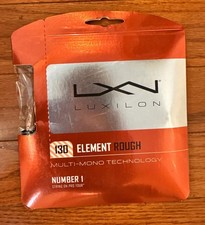 LXN
LUXILON
130 ELEMENT ROUGH
MULTI-MONO TECHNOLOGY
NUMBER 1
STRING ON PRO TOUR*